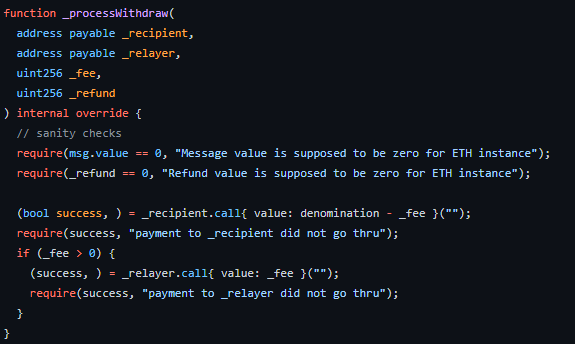 function _processWithdraw(
  address payable _recipient,
  address payable _relayer,
  uint256 _fee,
  uint256 _refund
) internal override {
  // sanity checks
  require(msg.value == 0, "Message value is supposed to be zero for ETH instance");
  require(_refund == 0, "Refund value is supposed to be zero for ETH instance");

  (bool success, ) = _recipient.call{ value: denomination - _fee }("");
  require(success, "payment to _recipient did not go thru");
  if (_fee > 0) {
    (success, ) = _relayer.call{ value: _fee }("");
    require(success, "payment to _relayer did not go thru");
  }
}